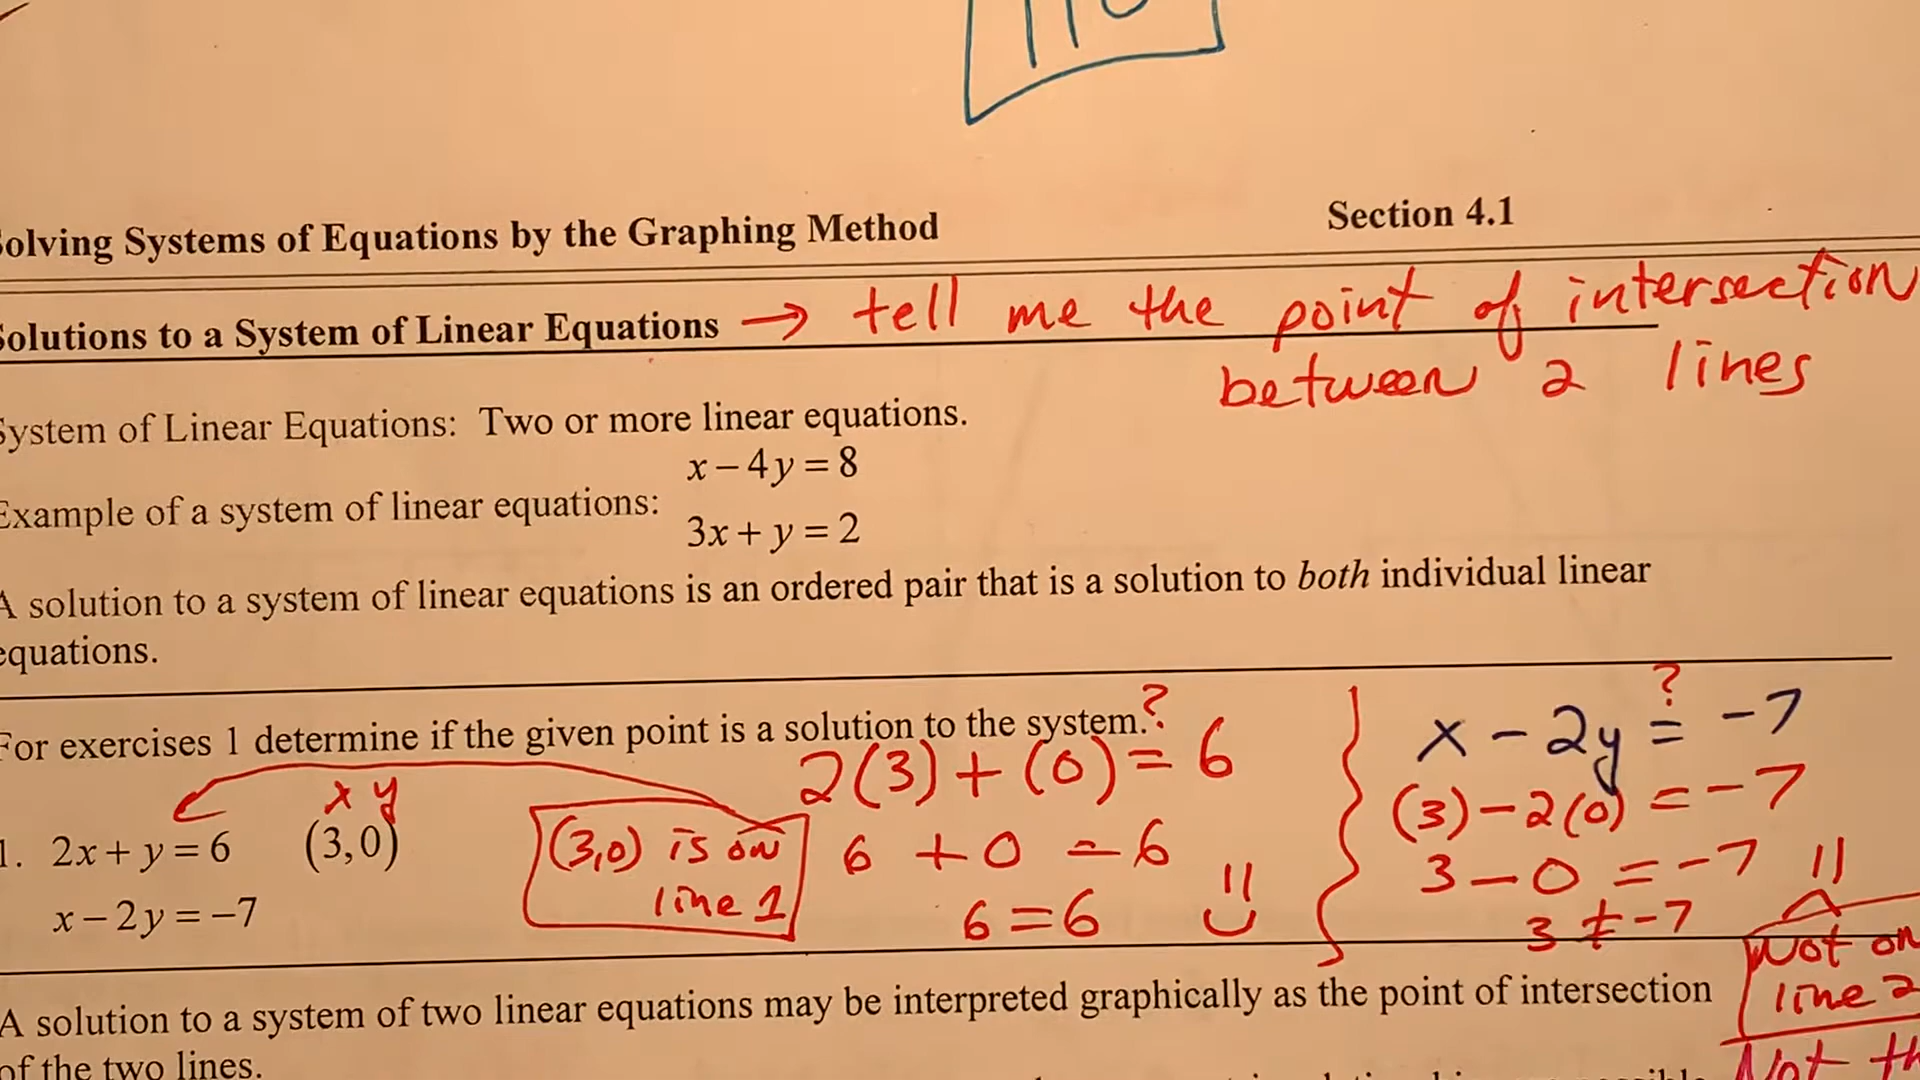 Solving Systems of Equations by the Graphing Method Section 4.1
Solutions to a System of Linear Equations → tell me the point of intersection
between 2 lines
System of Linear Equations: Two or more linear equations.
x − 4y = 8
Example of a system of linear equations:
3x + y = 2
A solution to a system of linear equations is an ordered pair that is a solution to both individual linear
equations.
For exercises 1 determine if the given point is a solution to the system.
1. 2x + y = 6 (3,0)
x − 2y = −7
x y
(3,0) is on
line 1
?
2(3) + (0) = 6
6 + 0 = 6
6 = 6
?
x − 2y = −7
(3) − 2(0) = −7
3 − 0 = −7
3 ≠ −7
Not on
line 2
A solution to a system of two linear equations may be interpreted graphically as the point of intersection
of the two lines.
Not